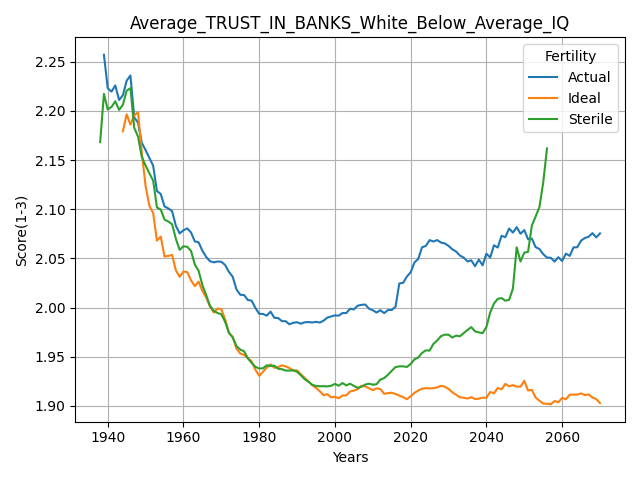 Average_TRUST_IN_BANKS_White_Below_Average_IQ
Fertility
Actual
Ideal
Sterile
Score(1-3)
2.25
2.20
2.15
2.10
2.05
2.00
1.95
1.90
1940 1960 1980 2000 2020 2040 2060
Years